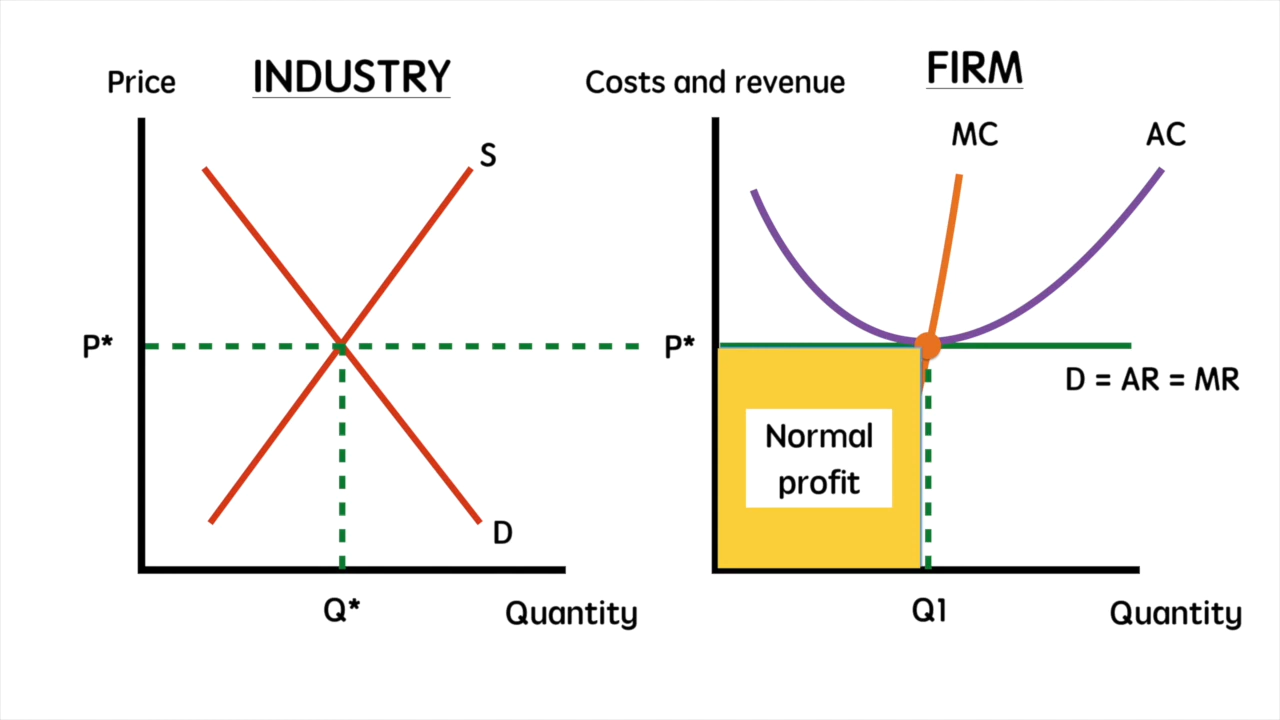 INDUSTRY
Price
S
P*
D
Q*
Quantity
FIRM
Costs and revenue
MC
AC
P*
D = AR = MR
Normal
profit
Q1
Quantity